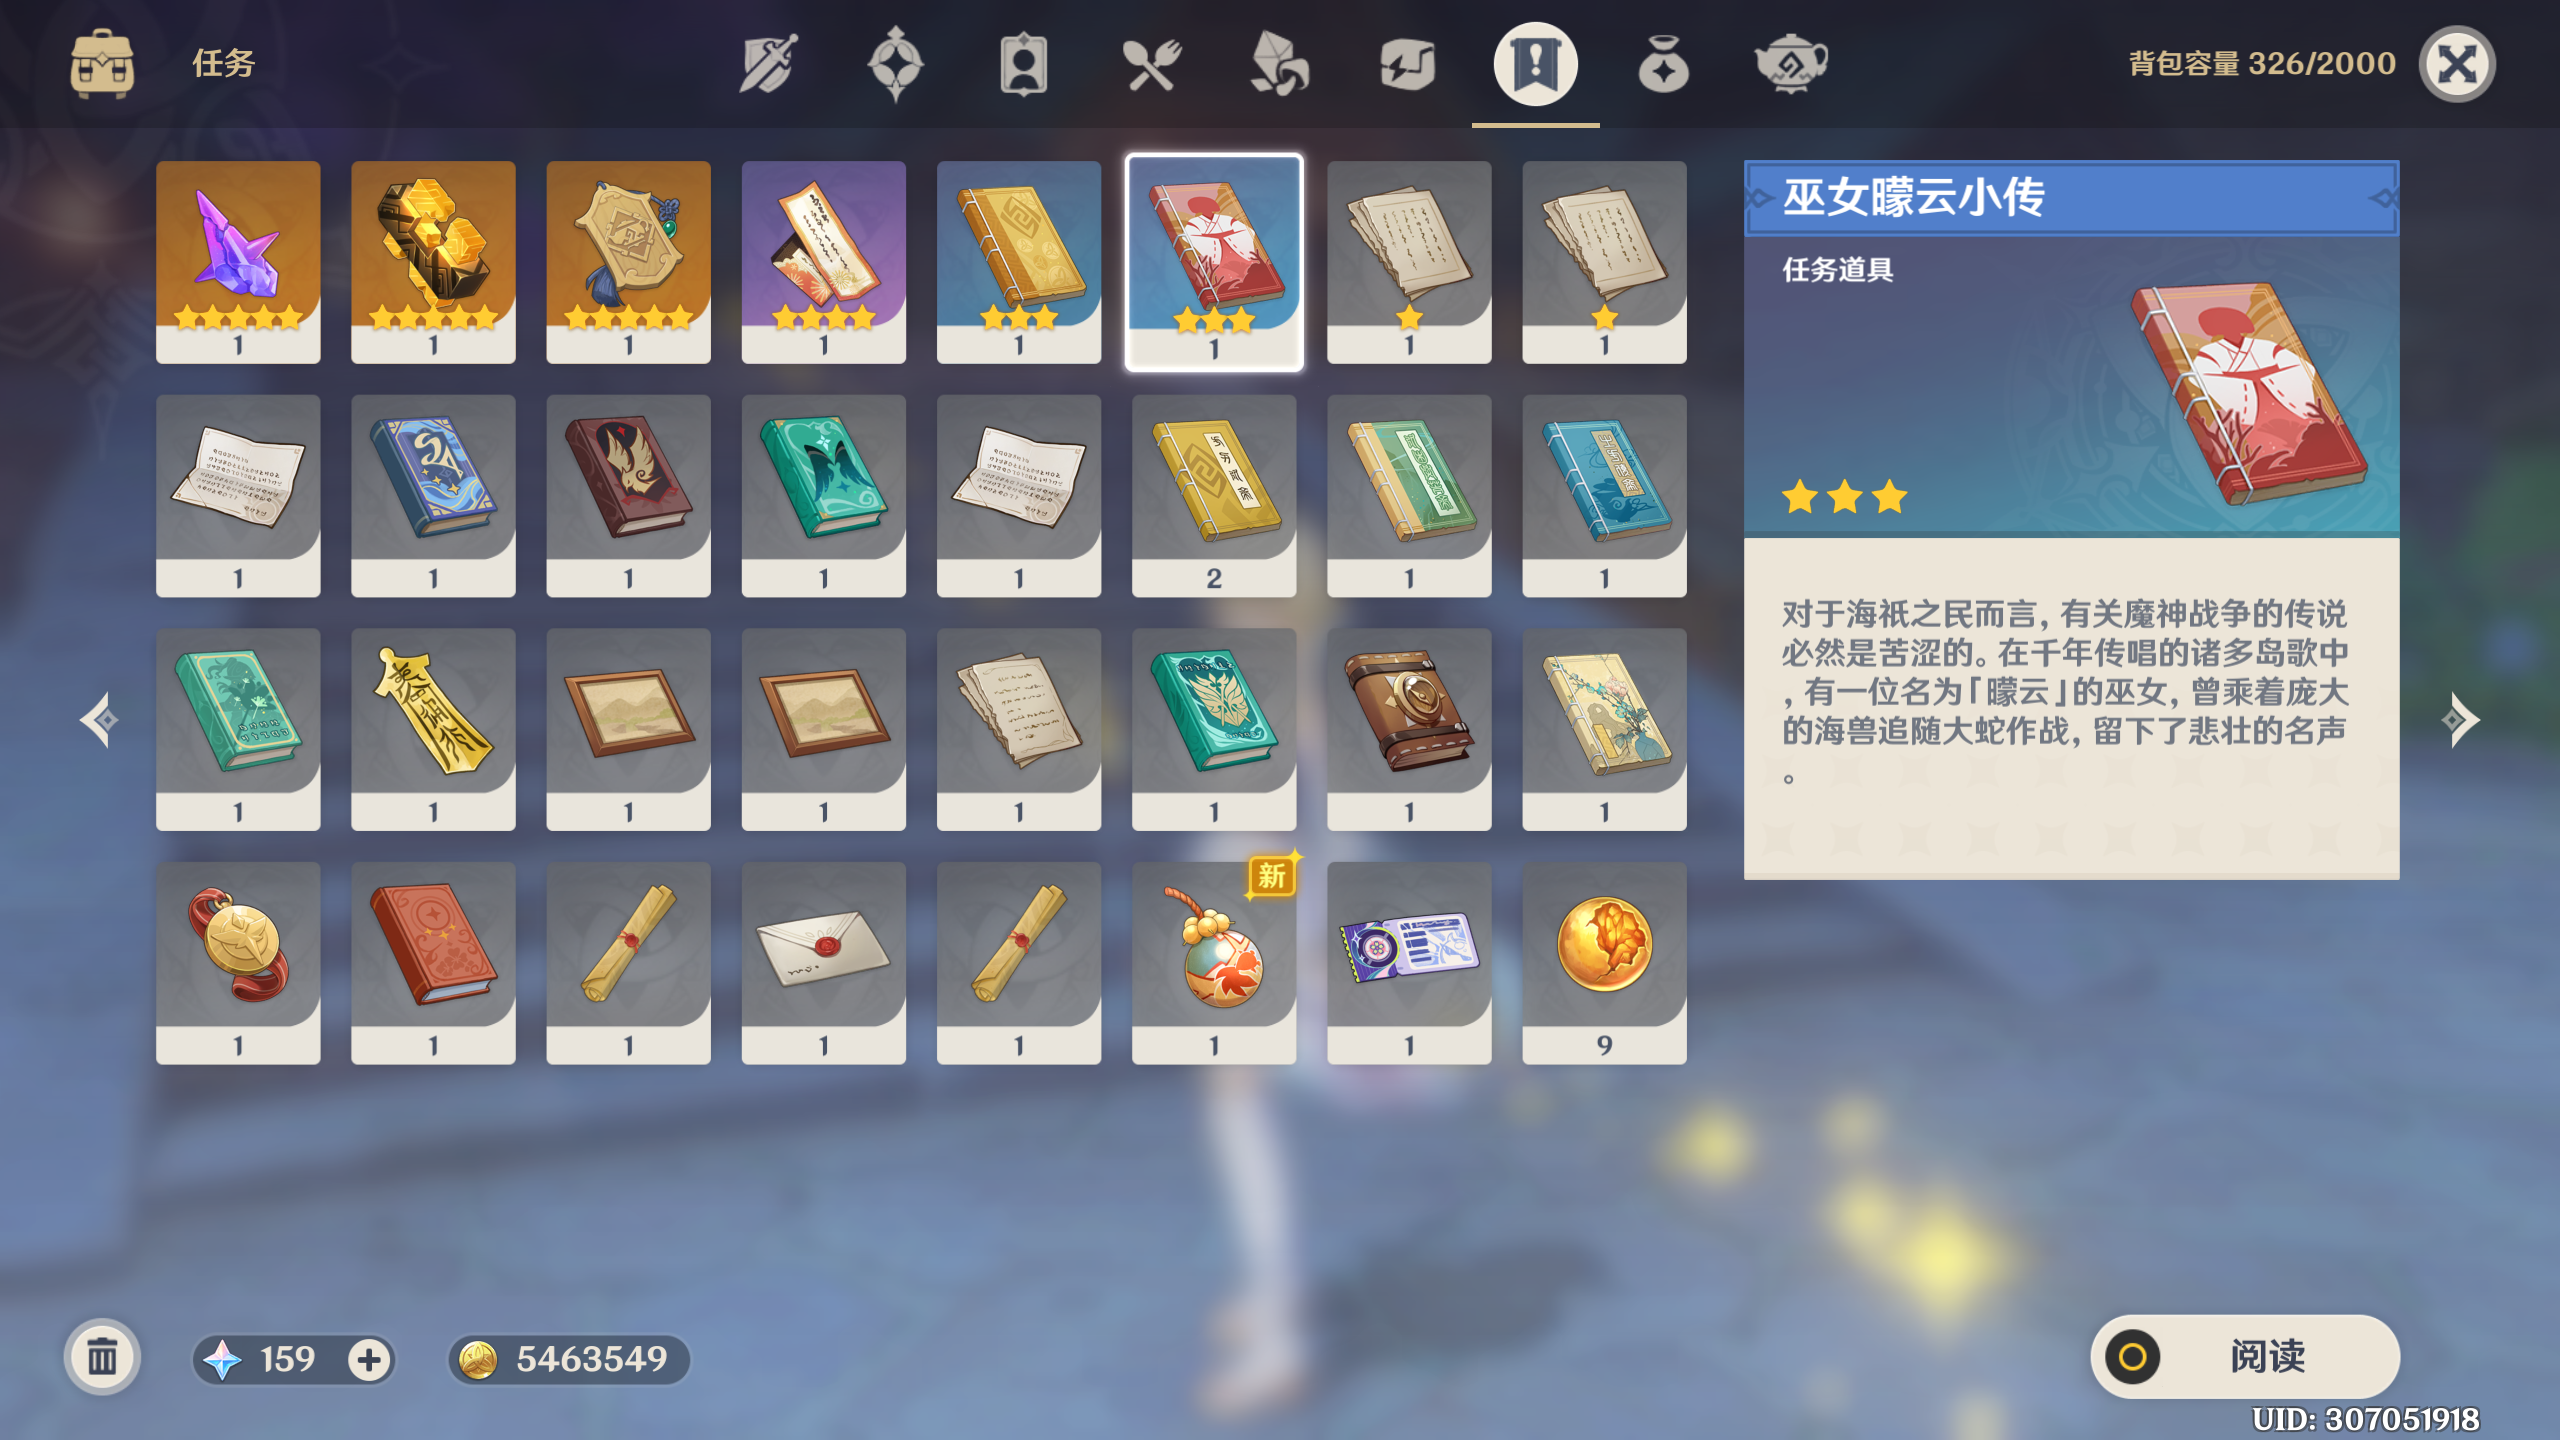 任务
背包容量 326/2000
巫女曚云小传
任务道具
对于海祇之民而言，有关魔神战争的传说
必然是苦涩的。在千年传唱的诸多岛歌中
，有一位名为「曚云」的巫女，曾乘着庞大
的海兽追随大蛇作战，留下了悲壮的名声
。
1 1 1 1 1 1 1 1
1 1 1 1 1 2 1 1
1 1 1 1 1 1 1 1
新
1 1 1 1 1 1 1 9
159
5463549
阅读
UID: 307051918